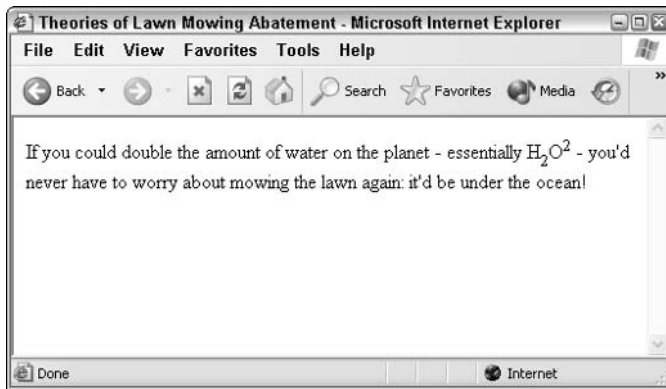 Theories of Lawn Mowing Abatement - Microsoft Internet Explorer
File Edit View Favorites Tools Help
Back Search Favorites Media »
If you could double the amount of water on the planet - essentially H₂O² - you'd
never have to worry about mowing the lawn again: it'd be under the ocean!
Done Internet